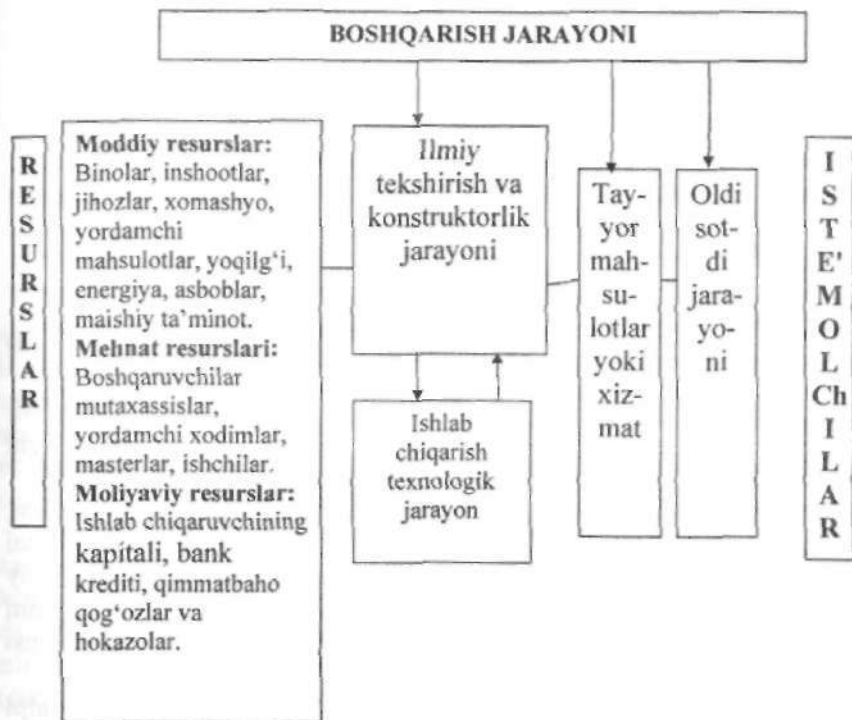 BOSHQARISH JARAYONI
R
E
S
U
R
S
L
A
R
Moddiy resurslar:
Binolar, inshootlar,
jihozlar, xomashyo,
yordamchi
mahsulotlar, yoqilg‘i,
energiya, asboblar,
maishiy ta’minot.
Mehnat resurslari:
Boshqaruvchilar
mutaxassislar,
yordamchi xodimlar,
masterlar, ishchilar.
Moliyaviy resurslar:
Ishlab chiqaruvchining
kapitali, bank
krediti, qimmatbaho
qog‘ozlar va
hokazolar.
Ilmiy
tekshirish va
konstruktorlik
jarayoni
Ishlab
chiqarish
texnologik
jarayon
Tay-
yor
mah-
su-
lotlar
yoki
xiz-
mat
Oldi
sot-
di
jara-
yo-
ni
I
S
T
E'
M
O
L
Ch
I
L
A
R